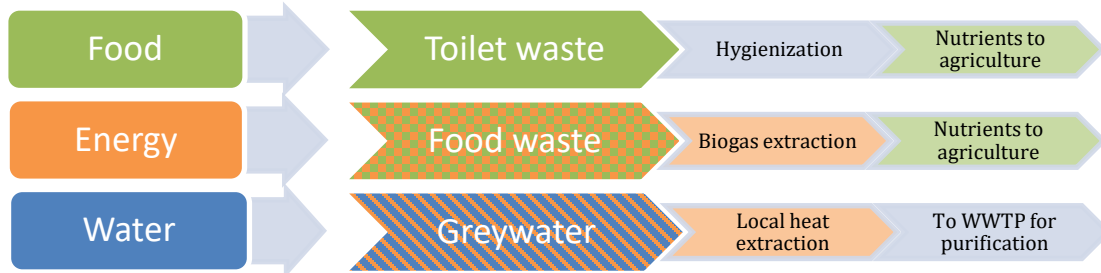 Food
Toilet waste
Hygienization
Nutrients to
agriculture
Energy
Food waste
Biogas extraction
Nutrients to
agriculture
Water
Greywater
Local heat
extraction
To WWTP for
purification